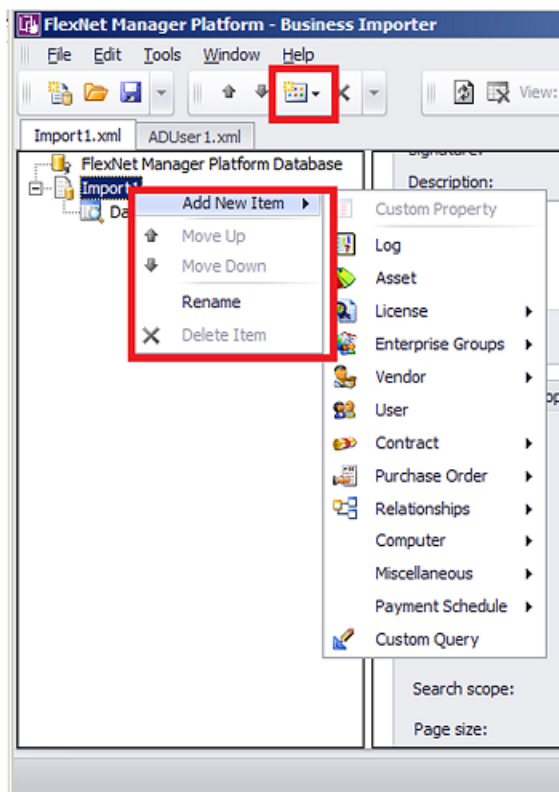 FlexNet Manager Platform - Business Importer
File Edit Tools Window Help
View:
Import1.xml ADUser1.xml
FlexNet Manager Platform Database
Import1
Da
Description:
Add New Item
Move Up
Move Down
Rename
Delete Item
Custom Property
Log
Asset
License
Enterprise Groups
Vendor
User
Contract
Purchase Order
Relationships
Computer
Miscellaneous
Payment Schedule
Custom Query
Search scope:
Page size: